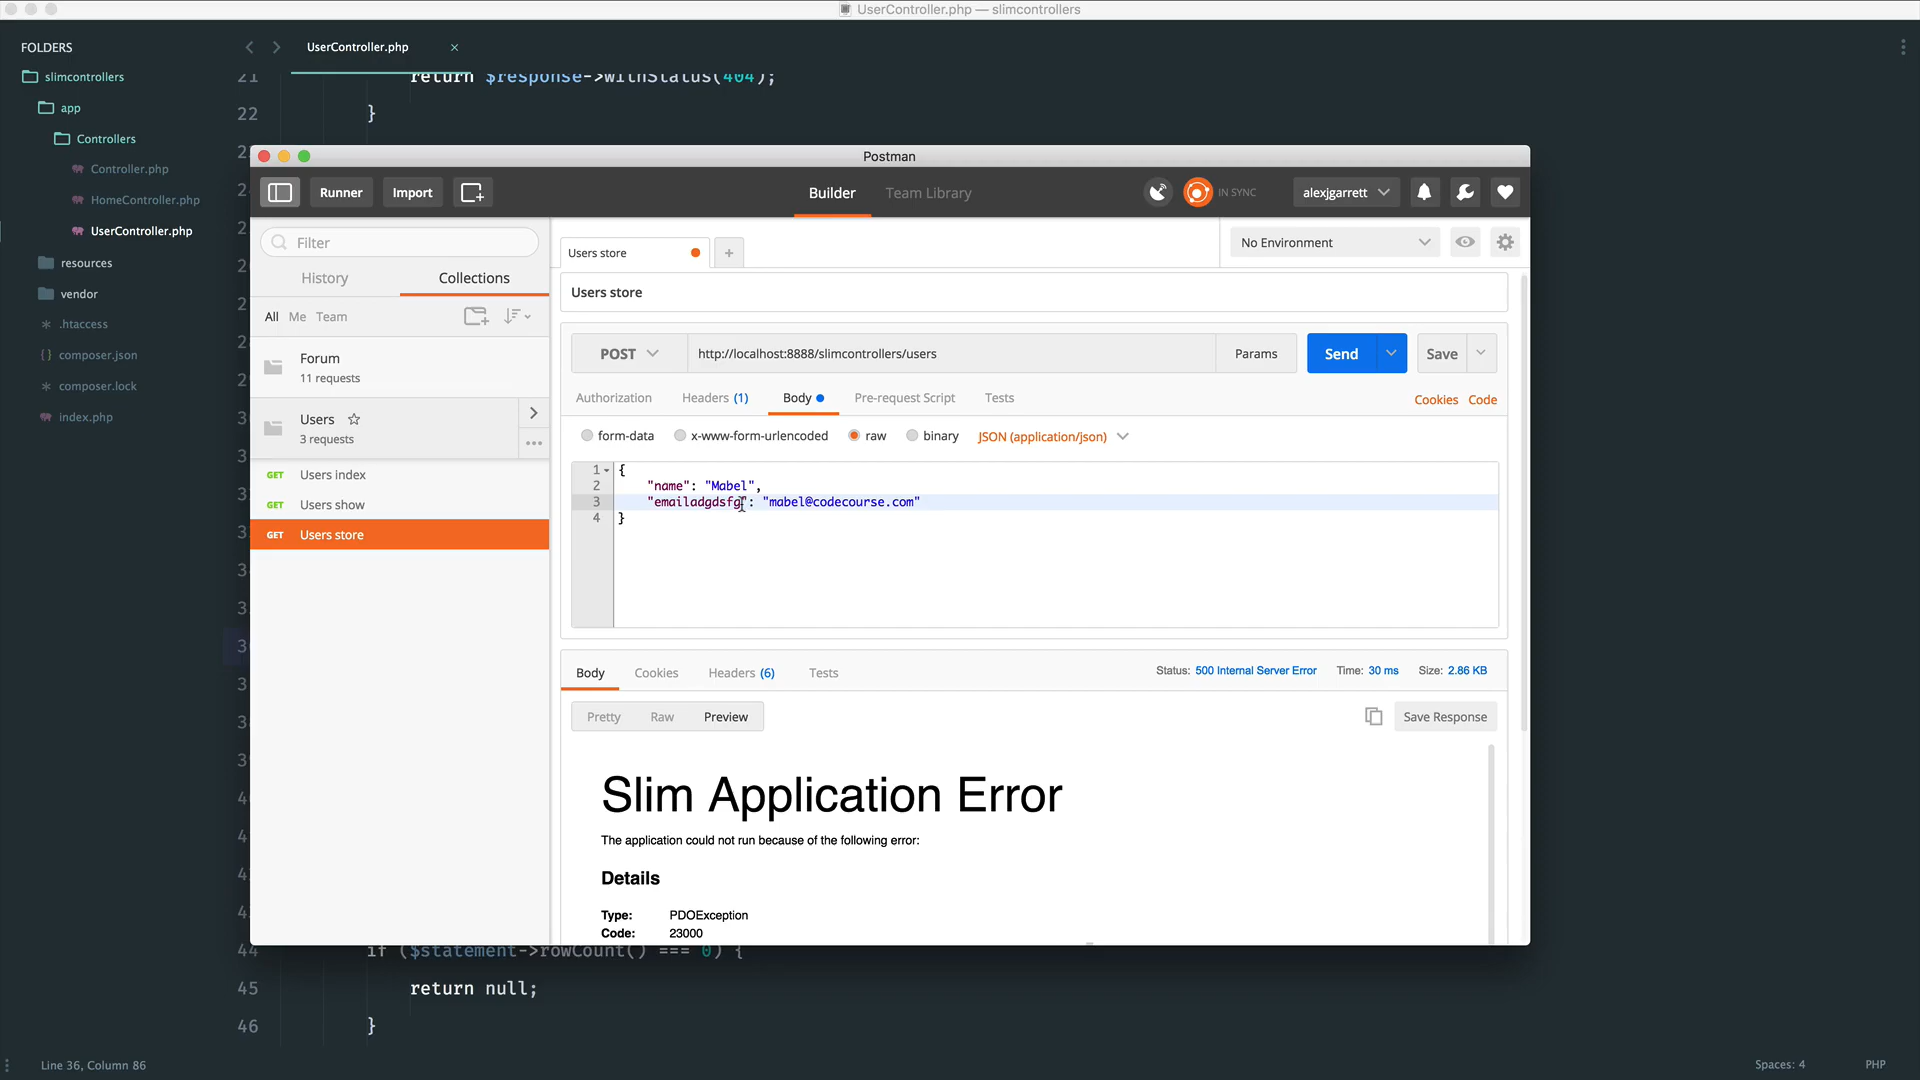 UserController.php — slimcontrollers
FOLDERS
slimcontrollers
app
Controllers
Controller.php
HomeController.php
UserController.php
resources
vendor
.htaccess
composer.json
composer.lock
index.php
UserController.php
21 return $response->withStatus(404);
22 }
Postman
Runner
Import
Builder
Team Library
IN SYNC
alexjgarrett
Filter
History
Collections
All Me Team
Forum
11 requests
Users
3 requests
GET Users index
GET Users show
GET Users store
Users store
No Environment
Users store
POST
http://localhost:8888/slimcontrollers/users
Params
Send
Save
Authorization
Headers (1)
Body
Pre-request Script
Tests
Cookies
Code
form-data
x-www-form-urlencoded
raw
binary
JSON (application/json)
1 {
2 "name": "Mabel",
3 "emailadgdsfg": "mabel@codecourse.com"
4 }
Body
Cookies
Headers (6)
Tests
Status: 500 Internal Server Error
Time: 30 ms
Size: 2.86 KB
Pretty
Raw
Preview
Save Response
Slim Application Error
The application could not run because of the following error:
Details
Type: PDOException
Code: 23000
44 if ($statement->rowCount() === 0) {
45 return null;
46 }
Line 36, Column 86
Spaces: 4
PHP